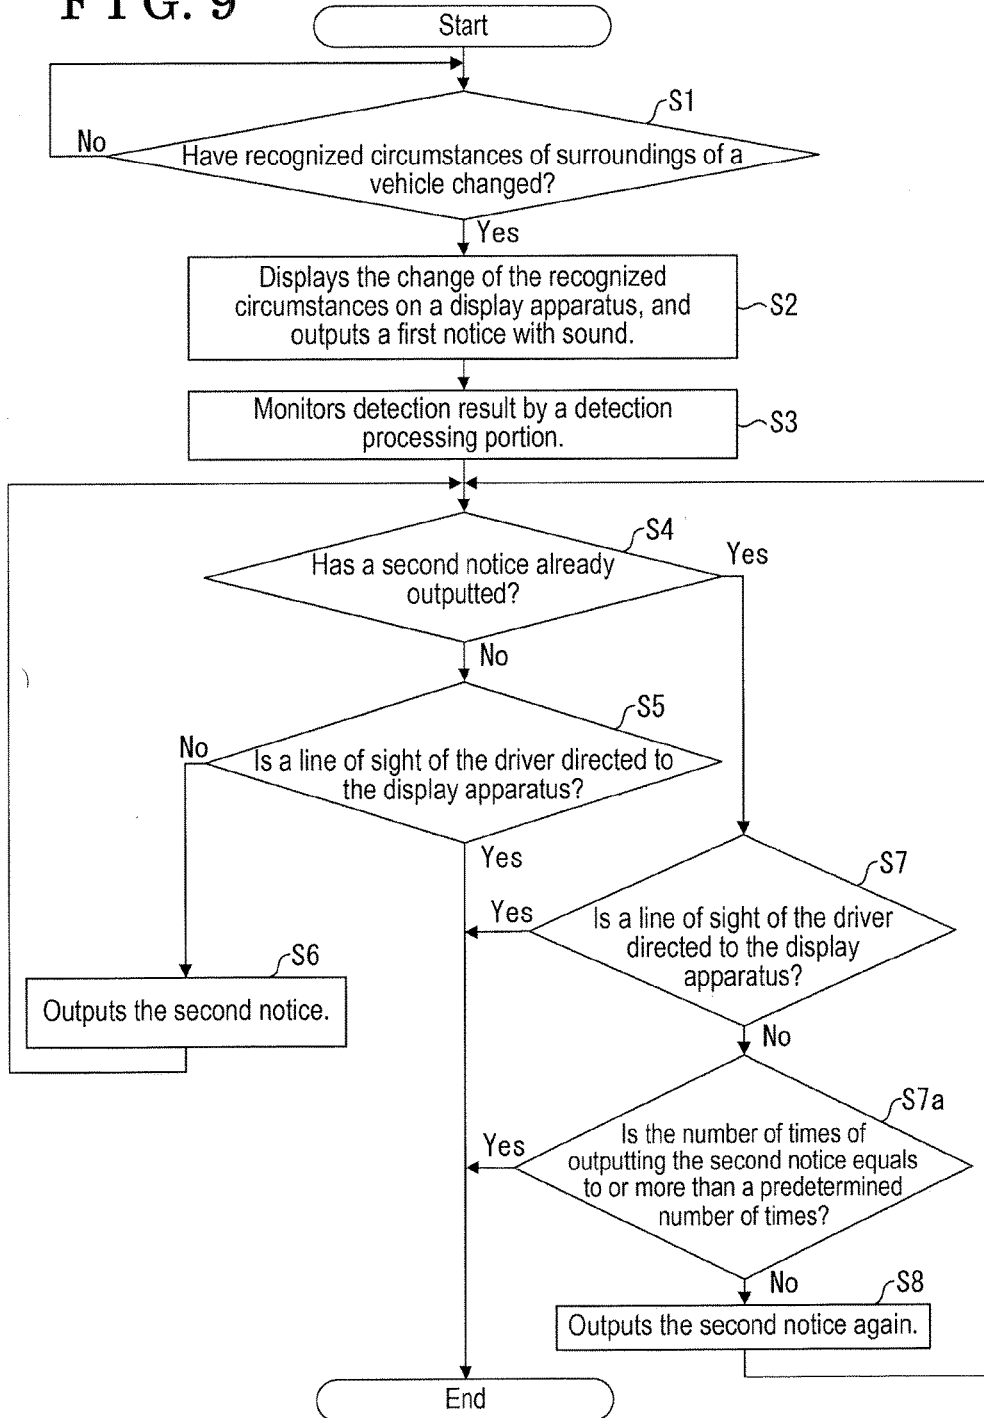 FIG. 9
Start
S1
No
Have recognized circumstances of surroundings of a
vehicle changed?
Yes
Displays the change of the recognized
circumstances on a display apparatus, and
outputs a first notice with sound.
S2
Monitors detection result by a detection
processing portion.
S3
S4
Has a second notice already
outputted?
Yes
No
S5
No
Is a line of sight of the driver directed to
the display apparatus?
Yes
S7
Yes
Is a line of sight of the driver
directed to the display
apparatus?
S6
Outputs the second notice.
No
S7a
Yes
Is the number of times of
outputting the second notice equals
to or more than a predetermined
number of times?
No
S8
Outputs the second notice again.
End